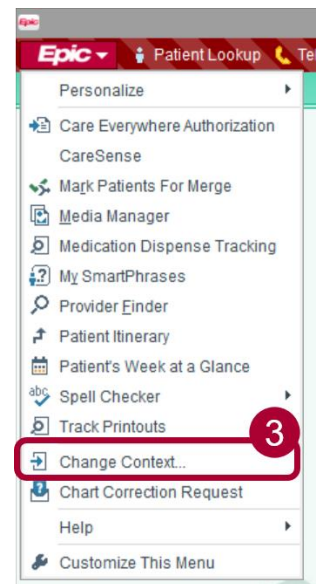 Epic
Epic Patient Lookup Te
Personalize
Care Everywhere Authorization
CareSense
Mark Patients For Merge
Media Manager
Medication Dispense Tracking
.? My SmartPhrases
Provider Finder
Patient Itinerary
Patient's Week at a Glance
abc Spell Checker
Track Printouts
3
Change Context...
Chart Correction Request
Help
Customize This Menu